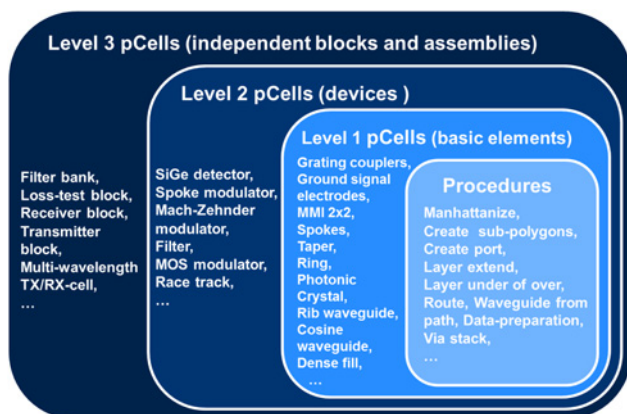 Level 3 pCells (independent blocks and assemblies)
Level 2 pCells (devices )
Level 1 pCells (basic elements)
Procedures
Filter bank,
Loss-test block,
Receiver block,
Transmitter
block,
Multi-wavelength
TX/RX-cell,
...
SiGe detector,
Spoke modulator,
Mach-Zehnder
modulator,
Filter,
MOS modulator,
Race track,
...
Grating couplers,
Ground signal
electrodes,
MMI 2x2,
Spokes,
Taper,
Ring,
Photonic
Crystal,
Rib waveguide,
Cosine
waveguide,
Dense fill,
...
Manhattanize,
Create sub-polygons,
Create port,
Layer extend,
Layer under of over,
Route, Waveguide from
path, Data-preparation,
Via stack,
...